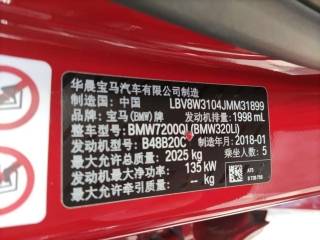 华晨宝马汽车有限公司制造
制造国: 中国 LBV8W3104JMM31899
品牌: 宝马(BMW)牌 发动机排量: 1998 mL
整车型号: BMW7200QL(BMW320Li)
发动机型号: B48B20C 制造年月: 2018-01
最大允许总质量: 2025 kg 乘坐人数: 5
发动机最大净功率: 135 kW
最大允许牵引质量: -- kg